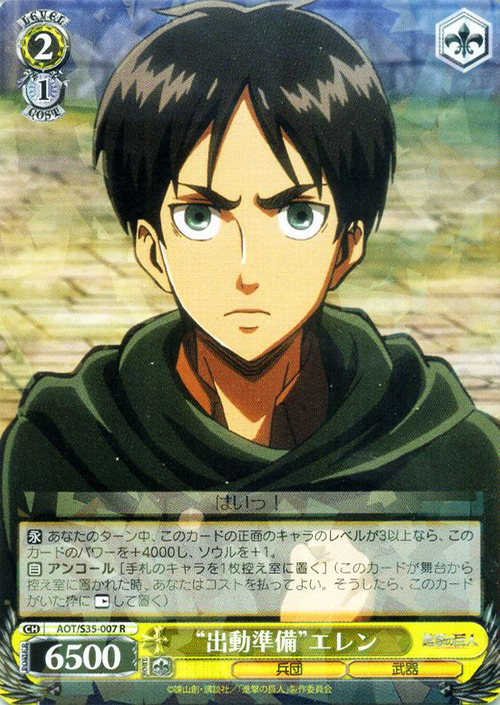 LEVEL
2
1
COST
はいっ！
永 あなたのターン中、このカードの正面のキャラのレベルが3以上なら、この
カードのパワーを+4000し、ソウルを+1。
自 アンコール [手札のキャラを1枚控え室に置く] （このカードが舞台から
控え室に置かれた時、あなたはコストを払ってよい。そうしたら、このカード
がいた枠に して置く）
CH AOT/S35-007 R
POWER 6500
SOUL
“出動準備”エレン
進撃の巨人
兵団 武器
©諫山創・講談社／「進撃の巨人」製作委員会